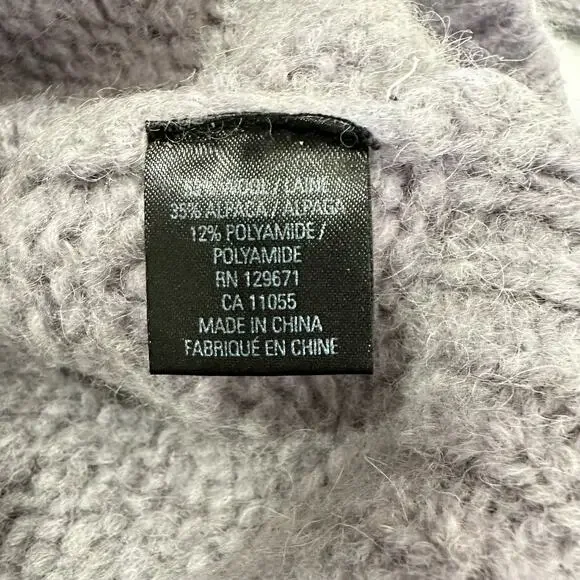 WOOL / LAINE
35% ALPACA / ALPAGA
12% POLYAMIDE /
POLYAMIDE
RN 129671
CA 11055
MADE IN CHINA
FABRIQUÉ EN CHINE